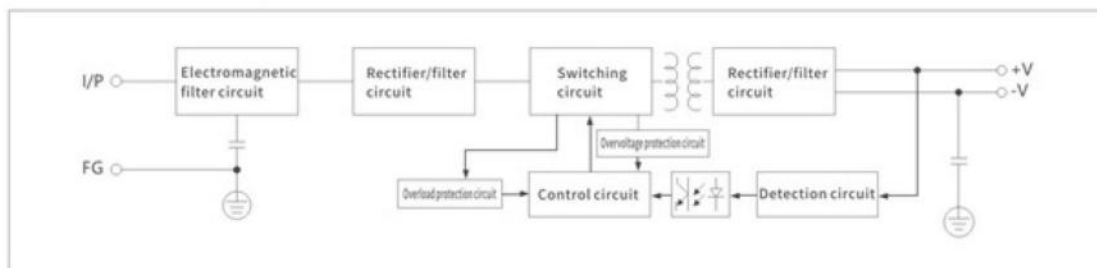 I/P
Electromagnetic
filter circuit
Rectifier/filter
circuit
Switching
circuit
Rectifier/filter
circuit
+V
-V
Overvoltage protection circuit
FG
Overload protection circuit
Control circuit
Detection circuit